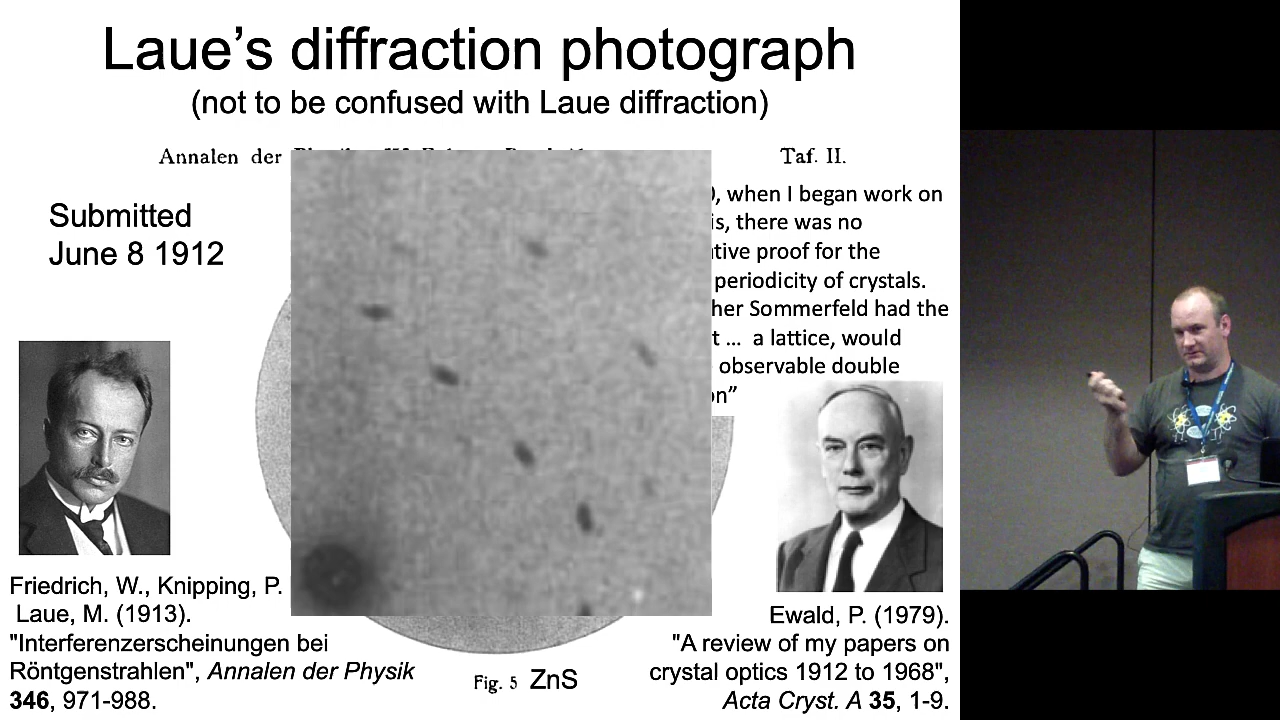 Laue’s diffraction photograph
(not to be confused with Laue diffraction)
Annalen der
Taf. II.
Submitted
June 8 1912
, when I began work on
is, there was no
tive proof for the
periodicity of crystals.
her Sommerfeld had the
t … a lattice, would
observable double
on”
Friedrich, W., Knipping, P.
Laue, M. (1913).
"Interferenzerscheinungen bei
Röntgenstrahlen", Annalen der Physik
346, 971-988.
Fig. 5 ZnS
Ewald, P. (1979).
"A review of my papers on
crystal optics 1912 to 1968",
Acta Cryst. A 35, 1-9.